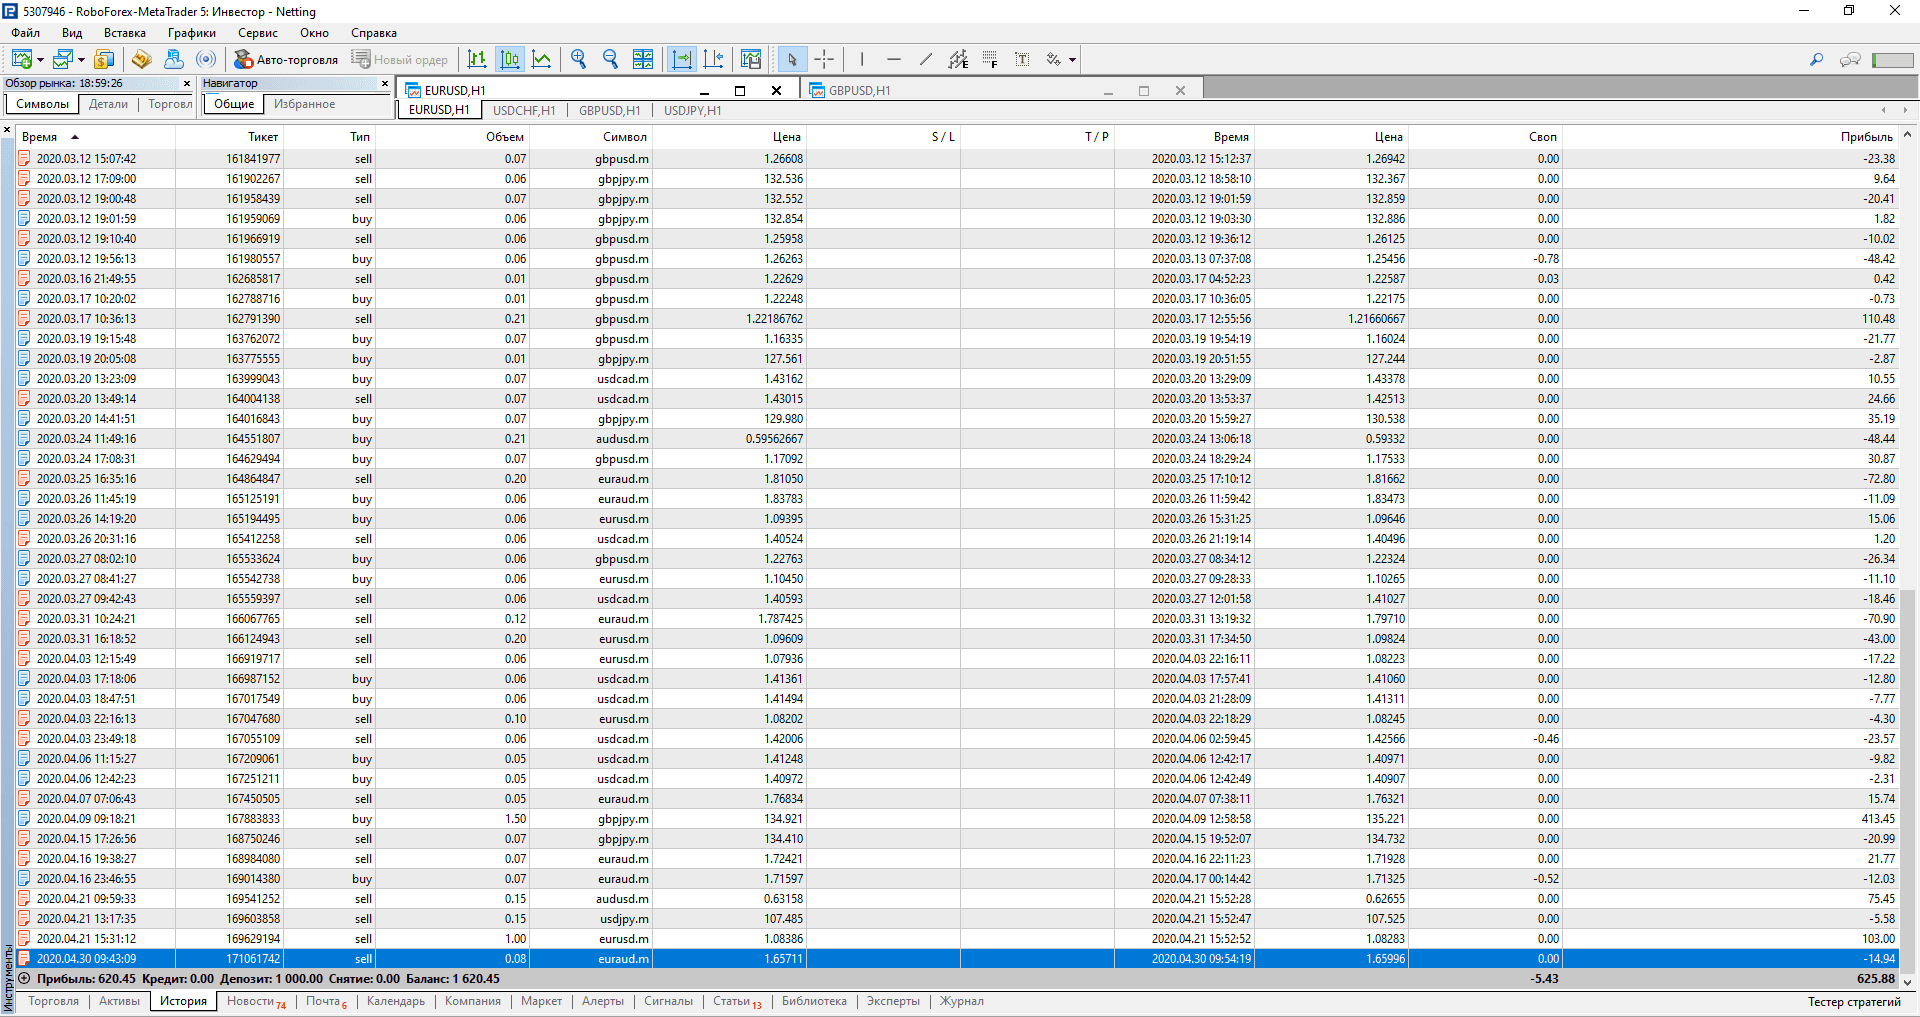 5307946 - RoboForex-MetaTrader 5: Инвестор - Netting
Файл Вид Вставка Графики Сервис Окно Справка
Авто-торговля Новый ордер
Обзор рынка: 18:59:26 Навигатор EURUSD,H1 GBPUSD,H1
Символы Детали Торговл Общие Избранное EURUSD,H1 USDCHF,H1 GBPUSD,H1 USDJPY,H1
Время Тикет Тип Объем Символ Цена S / L T / P Время Цена Своп Прибыль
2020.03.12 15:07:42 161841977 sell 0.07 gbpusd.m 1.26608 2020.03.12 15:12:37 1.26942 0.00 -23.38
2020.03.12 17:09:00 161902267 sell 0.06 gbpjpy.m 132.536 2020.03.12 18:58:10 132.367 0.00 9.64
2020.03.12 19:00:48 161958439 sell 0.07 gbpjpy.m 132.552 2020.03.12 19:01:59 132.859 0.00 -20.41
2020.03.12 19:01:59 161959069 buy 0.06 gbpjpy.m 132.854 2020.03.12 19:03:30 132.886 0.00 1.82
2020.03.12 19:10:40 161966919 sell 0.06 gbpusd.m 1.25958 2020.03.12 19:36:12 1.26125 0.00 -10.02
2020.03.12 19:56:13 161980557 buy 0.06 gbpusd.m 1.26263 2020.03.13 07:37:08 1.25456 -0.78 -48.42
2020.03.16 21:49:55 162685817 sell 0.01 gbpusd.m 1.22629 2020.03.17 04:52:23 1.22587 0.03 0.42
2020.03.17 10:20:02 162788716 buy 0.01 gbpusd.m 1.22248 2020.03.17 10:36:05 1.22175 0.00 -0.73
2020.03.17 10:36:13 162791390 sell 0.21 gbpusd.m 1.22186762 2020.03.17 12:55:56 1.21660667 0.00 110.48
2020.03.19 19:15:48 163762072 buy 0.07 gbpusd.m 1.16335 2020.03.19 19:54:19 1.16024 0.00 -21.77
2020.03.19 20:05:08 163775555 buy 0.01 gbpjpy.m 127.561 2020.03.19 20:51:55 127.244 0.00 -2.87
2020.03.20 13:23:09 163999043 buy 0.07 usdcad.m 1.43162 2020.03.20 13:29:09 1.43378 0.00 10.55
2020.03.20 13:49:14 164004138 sell 0.07 usdcad.m 1.43015 2020.03.20 13:53:37 1.42513 0.00 24.66
2020.03.20 14:41:51 164016843 buy 0.07 gbpjpy.m 129.980 2020.03.20 15:59:27 130.538 0.00 35.19
2020.03.24 11:49:16 164551807 buy 0.21 audusd.m 0.59562667 2020.03.24 13:06:18 0.59332 0.00 -48.44
2020.03.24 17:08:31 164629494 buy 0.07 gbpusd.m 1.17092 2020.03.24 18:29:24 1.17533 0.00 30.87
2020.03.25 16:35:16 164864847 sell 0.20 euraud.m 1.81050 2020.03.25 17:10:12 1.81662 0.00 -72.80
2020.03.26 11:45:19 165125191 buy 0.06 euraud.m 1.83783 2020.03.26 11:59:42 1.83473 0.00 -11.09
2020.03.26 14:19:20 165194495 buy 0.06 eurusd.m 1.09395 2020.03.26 15:31:25 1.09646 0.00 15.06
2020.03.26 20:31:16 165412258 sell 0.06 usdcad.m 1.40524 2020.03.26 21:19:14 1.40496 0.00 1.20
2020.03.27 08:02:10 165533624 buy 0.06 gbpusd.m 1.22763 2020.03.27 08:34:12 1.22324 0.00 -26.34
2020.03.27 08:41:27 165542738 buy 0.06 eurusd.m 1.10450 2020.03.27 09:28:33 1.10265 0.00 -11.10
2020.03.27 09:42:43 165559397 sell 0.06 usdcad.m 1.40593 2020.03.27 12:01:58 1.41027 0.00 -18.46
2020.03.31 10:24:21 166067765 sell 0.12 euraud.m 1.787425 2020.03.31 13:19:32 1.79710 0.00 -70.90
2020.03.31 16:18:52 166124943 sell 0.20 eurusd.m 1.09609 2020.03.31 17:34:50 1.09824 0.00 -43.00
2020.04.03 12:15:49 166919717 sell 0.06 eurusd.m 1.07936 2020.04.03 22:16:11 1.08223 0.00 -17.22
2020.04.03 17:18:06 166987152 buy 0.06 usdcad.m 1.41361 2020.04.03 17:57:41 1.41060 0.00 -12.80
2020.04.03 18:47:51 167017549 buy 0.06 usdcad.m 1.41494 2020.04.03 21:28:09 1.41311 0.00 -7.77
2020.04.03 22:16:13 167047680 sell 0.10 eurusd.m 1.08202 2020.04.03 22:18:29 1.08245 0.00 -4.30
2020.04.03 23:49:18 167055109 sell 0.06 usdcad.m 1.42006 2020.04.06 02:59:45 1.42566 -0.46 -23.57
2020.04.06 11:15:27 167209061 buy 0.05 usdcad.m 1.41248 2020.04.06 12:42:17 1.40971 0.00 -9.82
2020.04.06 12:42:23 167251211 buy 0.05 usdcad.m 1.40972 2020.04.06 12:42:49 1.40907 0.00 -2.31
2020.04.07 07:06:43 167450505 sell 0.05 euraud.m 1.76834 2020.04.07 07:38:11 1.76321 0.00 15.74
2020.04.09 09:18:21 167883833 buy 1.50 gbpjpy.m 134.921 2020.04.09 12:58:58 135.221 0.00 413.45
2020.04.15 17:26:56 168750246 sell 0.07 gbpjpy.m 134.410 2020.04.15 19:52:07 134.732 0.00 -20.99
2020.04.16 19:38:27 168984080 sell 0.07 euraud.m 1.72421 2020.04.16 22:11:23 1.71928 0.00 21.77
2020.04.16 23:46:55 169014380 buy 0.07 euraud.m 1.71597 2020.04.17 00:14:42 1.71325 -0.52 -12.03
2020.04.21 09:59:33 169541252 sell 0.15 audusd.m 0.63158 2020.04.21 15:52:28 0.62655 0.00 75.45
2020.04.21 13:17:35 169603858 sell 0.15 usdjpy.m 107.485 2020.04.21 15:52:47 107.525 0.00 -5.58
2020.04.21 15:31:12 169629194 sell 1.00 eurusd.m 1.08386 2020.04.21 15:52:52 1.08283 0.00 103.00
2020.04.30 09:43:09 171061742 sell 0.08 euraud.m 1.65711 2020.04.30 09:54:19 1.65996 0.00 -14.94
Прибыль: 620.45 Кредит: 0.00 Депозит: 1 000.00 Снятие: 0.00 Баланс: 1 620.45 -5.43 625.88
Инструменты
Торговля Активы История Новости 74 Почта 6 Календарь Компания Маркет Алерты Сигналы Статьи 13 Библиотека Эксперты Журнал Тестер стратегий